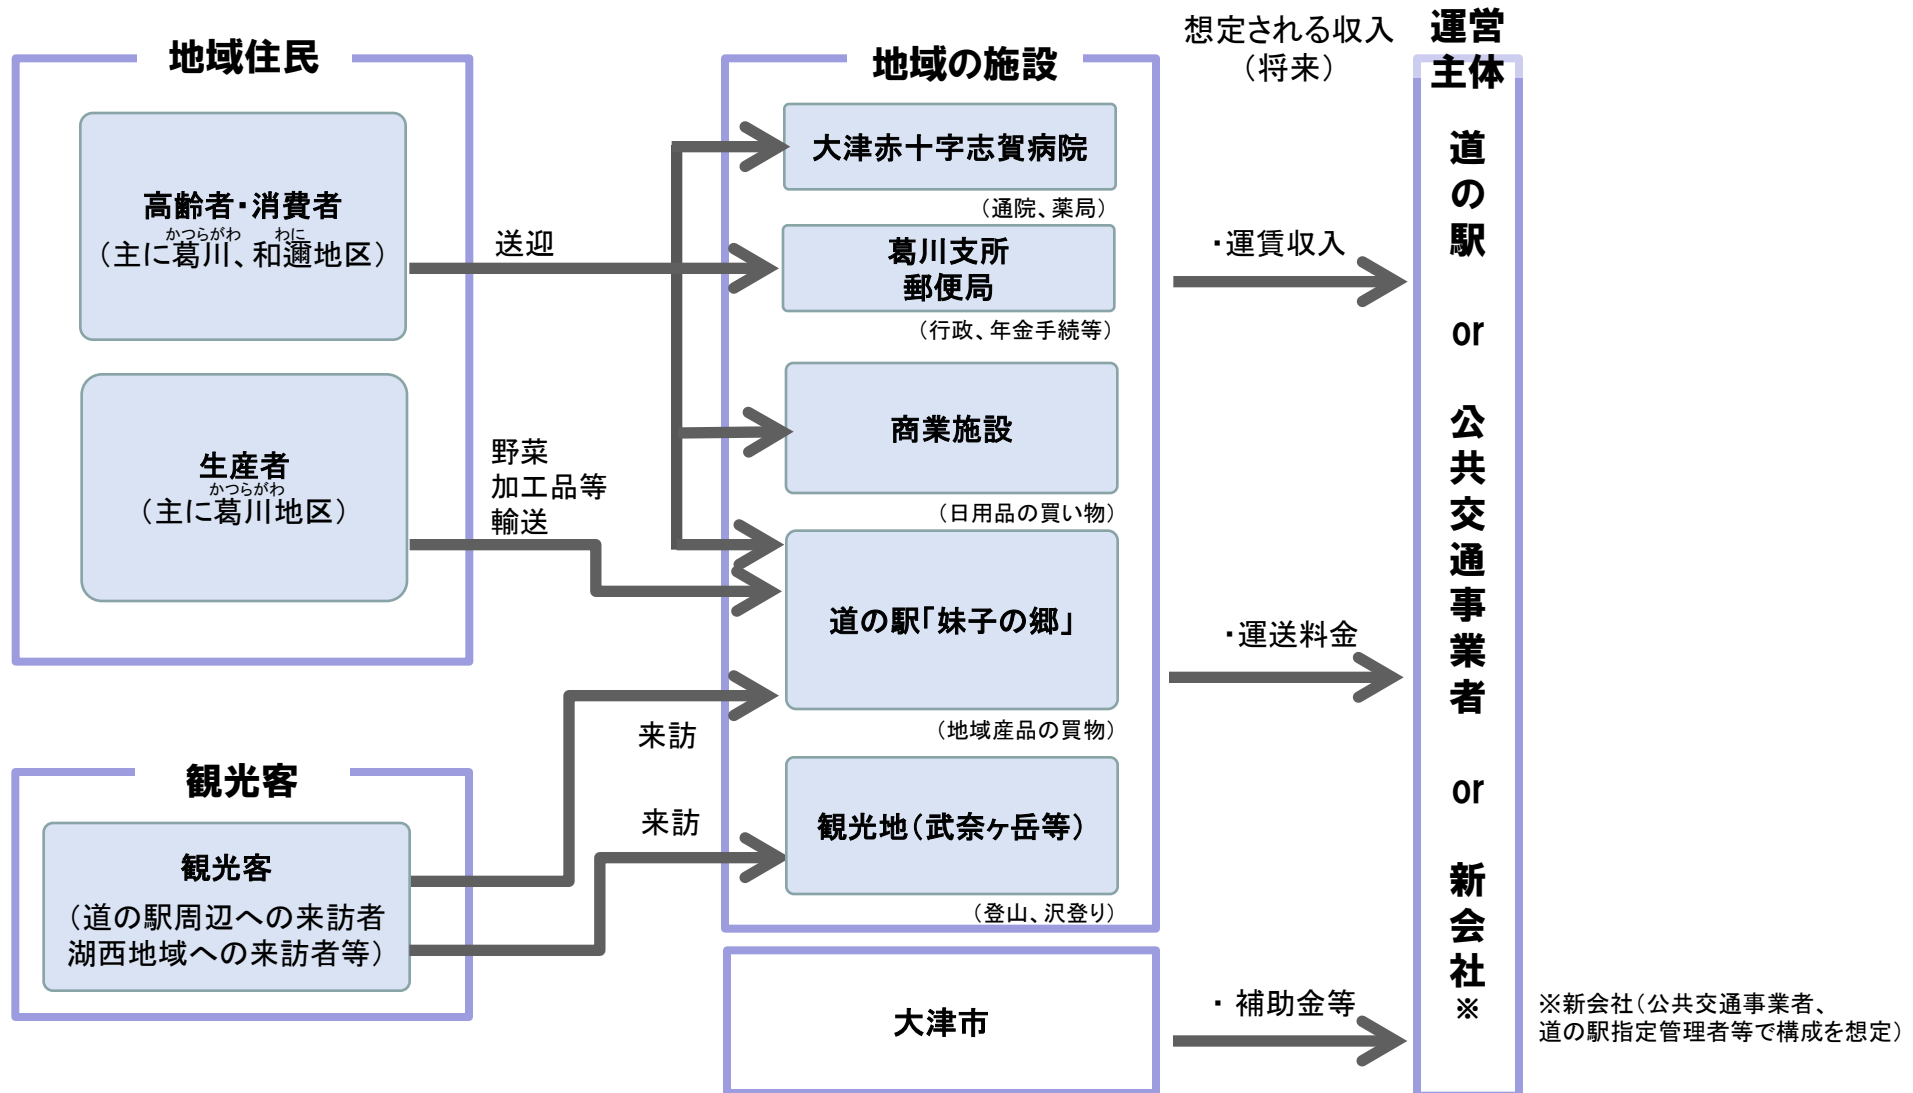 地域住民
高齢者・消費者
かつらがわ わに
（主に葛川、和邇地区）
生産者
かつらがわ
（主に葛川地区）
観光客
観光客
（道の駅周辺への来訪者
湖西地域への来訪者等）
送迎
野菜
加工品等
輸送
来訪
来訪
地域の施設
大津赤十字志賀病院
（通院、薬局）
葛川支所
郵便局
（行政、年金手続等）
商業施設
（日用品の買い物）
道の駅「妹子の郷」
（地域産品の買物）
観光地（武奈ヶ岳等）
（登山、沢登り）
大津市
想定される収入
（将来）
・運賃収入
・運送料金
・補助金等
運営
主体
道の駅 or 公共交通事業者 or 新会社※
※新会社（公共交通事業者、
道の駅指定管理者等で構成を想定）